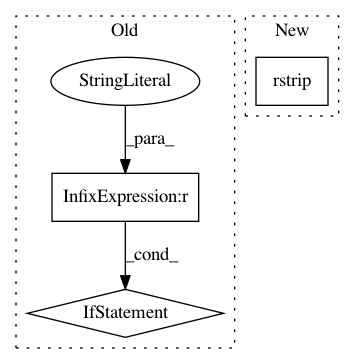 Old
New
StringLiteral
rstrip
_para_
InfixExpression:r
_cond_
IfStatement